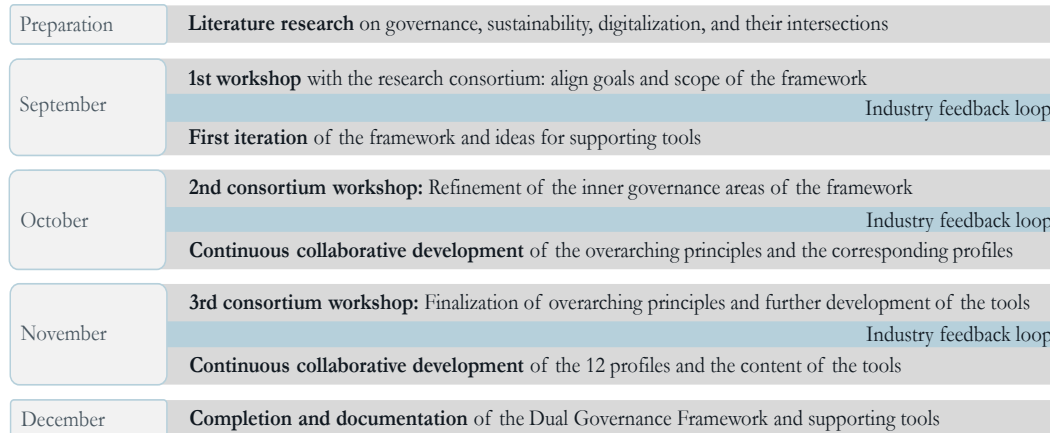 Preparation
Literature research on governance, sustainability, digitalization, and their intersections
September
1st workshop with the research consortium: align goals and scope of the framework
Industry feedback loop
First iteration of the framework and ideas for supporting tools
October
2nd consortium workshop: Refinement of the inner governance areas of the framework
Industry feedback loop
Continuous collaborative development of the overarching principles and the corresponding profiles
November
3rd consortium workshop: Finalization of overarching principles and further development of the tools
Industry feedback loop
Continuous collaborative development of the 12 profiles and the content of the tools
December
Completion and documentation of the Dual Governance Framework and supporting tools